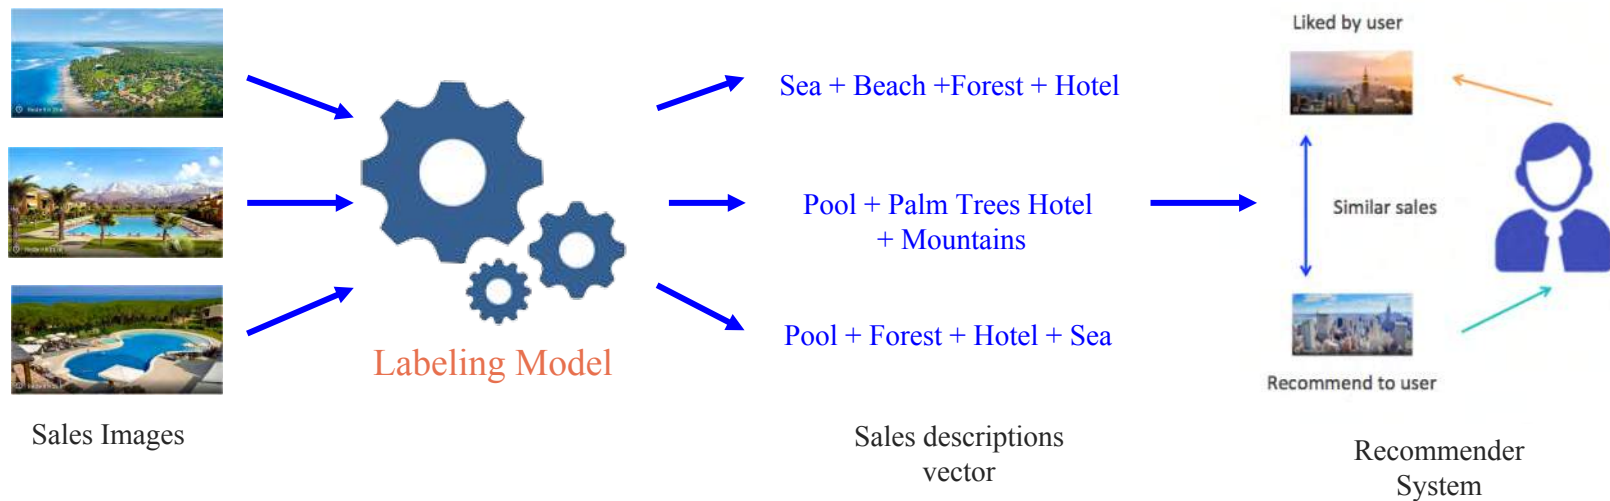 Liked by user
Sea + Beach +Forest + Hotel
Pool + Palm Trees Hotel
+ Mountains
Similar sales
Pool + Forest + Hotel + Sea
Labeling Model
Recommend to user
Sales Images
Sales descriptions
vector
Recommender
System